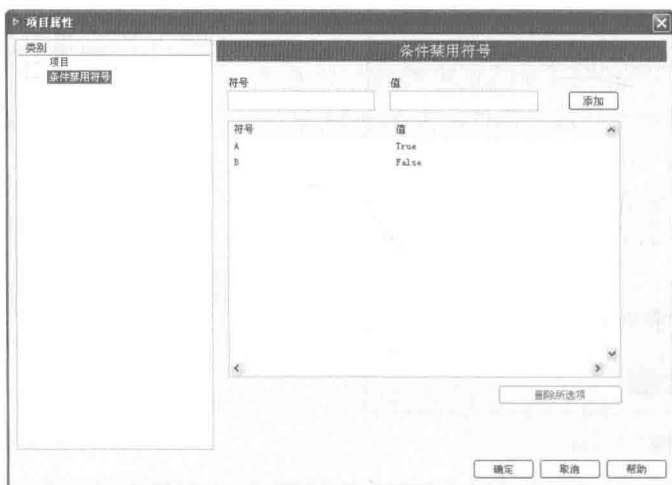 项目属性
类别
项目
条件禁用符号
条件禁用符号
符号
值
添加
符号 值
A True
B False
删除所选项
确定 取消 帮助